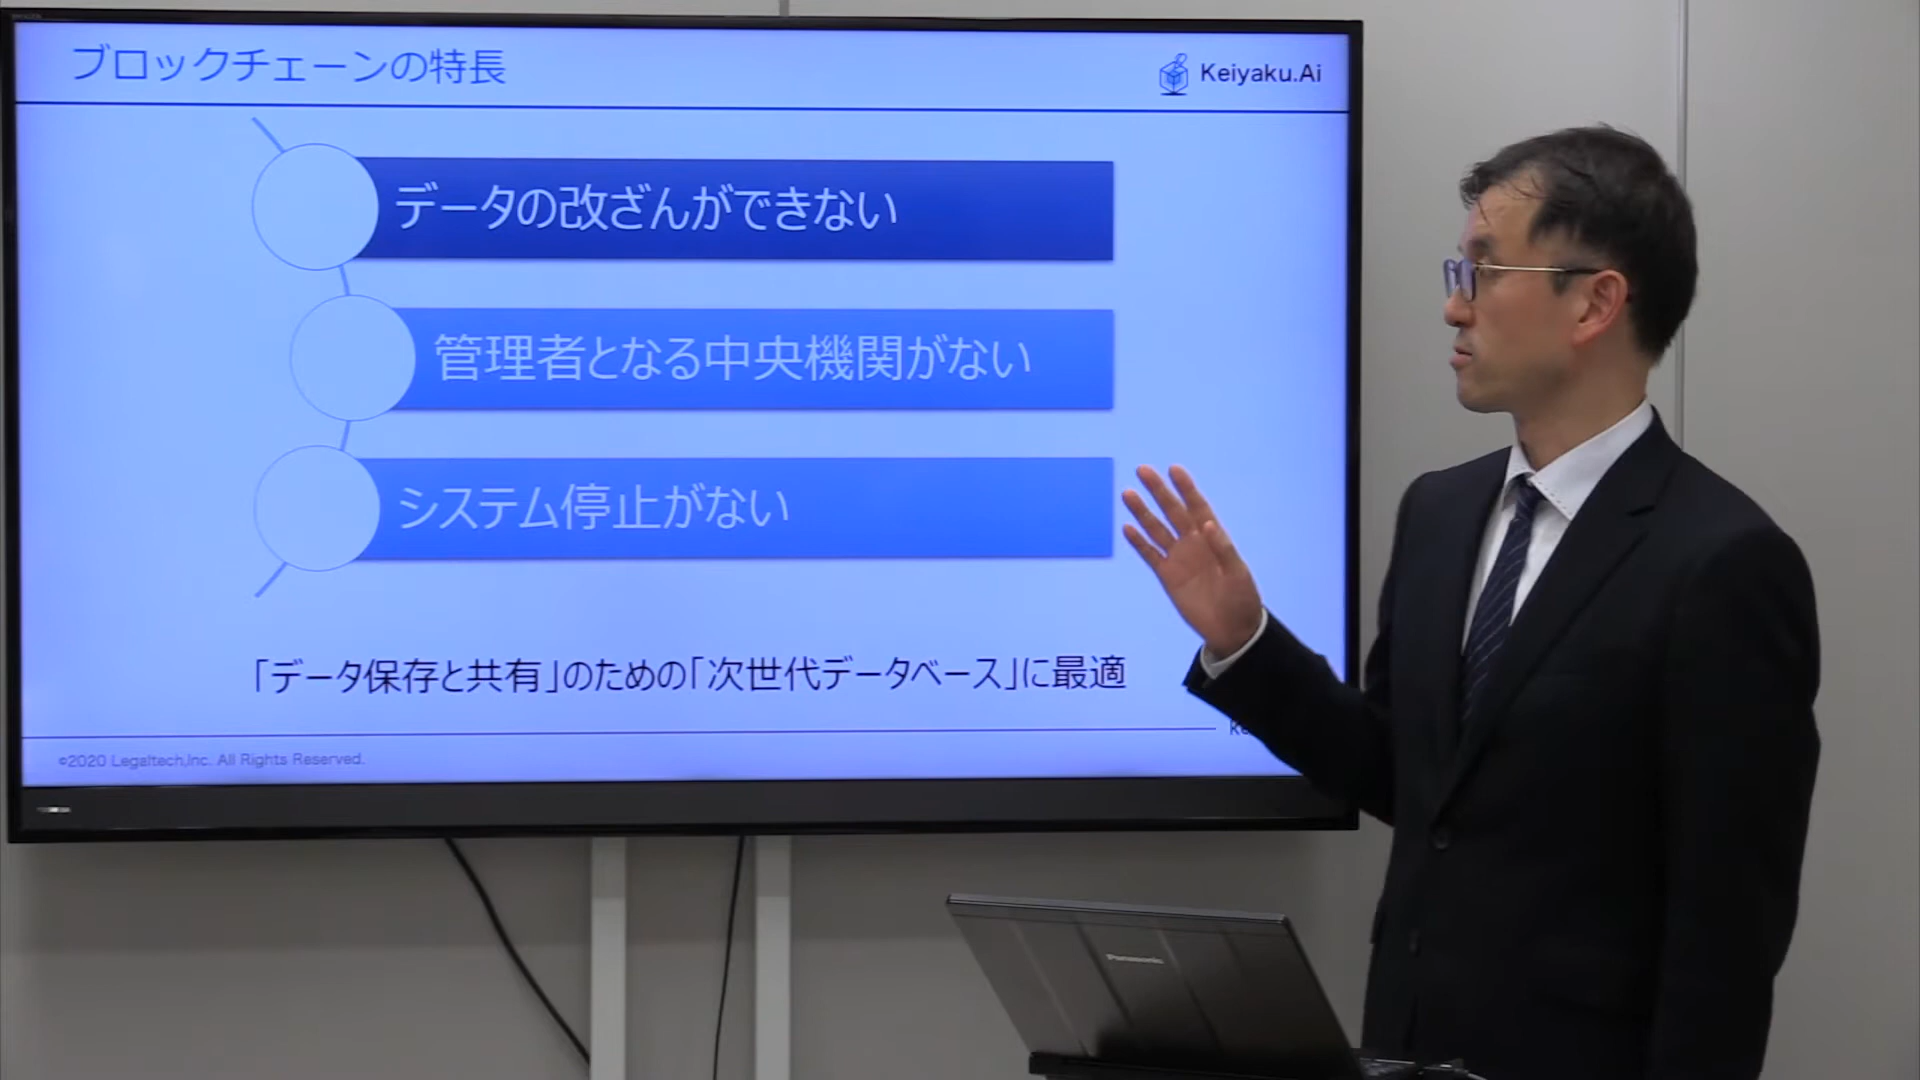 ブロックチェーンの特長
Keiyaku.Ai
データの改ざんができない
管理者となる中央機関がない
システム停止がない
「データ保存と共有」のための「次世代データベース」に最適
©2020 Legaltech,Inc. All Rights Reserved.
Panasonic